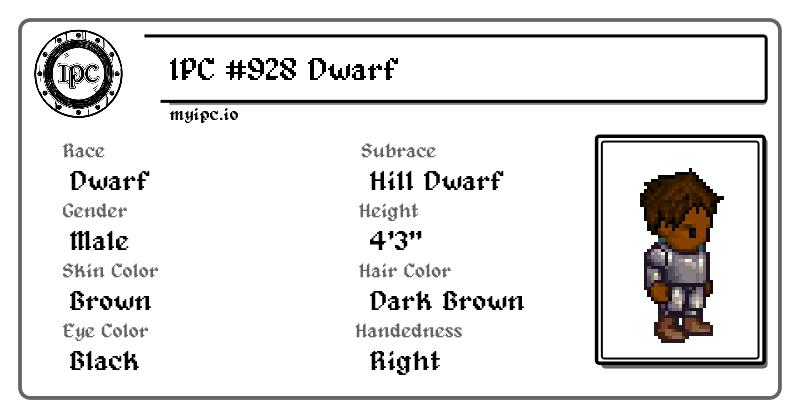 IPC
IPC #928 Dwarf
myipc.io
Race
Subrace
Dwarf
Hill Dwarf
Gender
Height
Male
4'3"
Skin Color
Hair Color
Brown
Dark Brown
Eye Color
Handedness
Black
Right